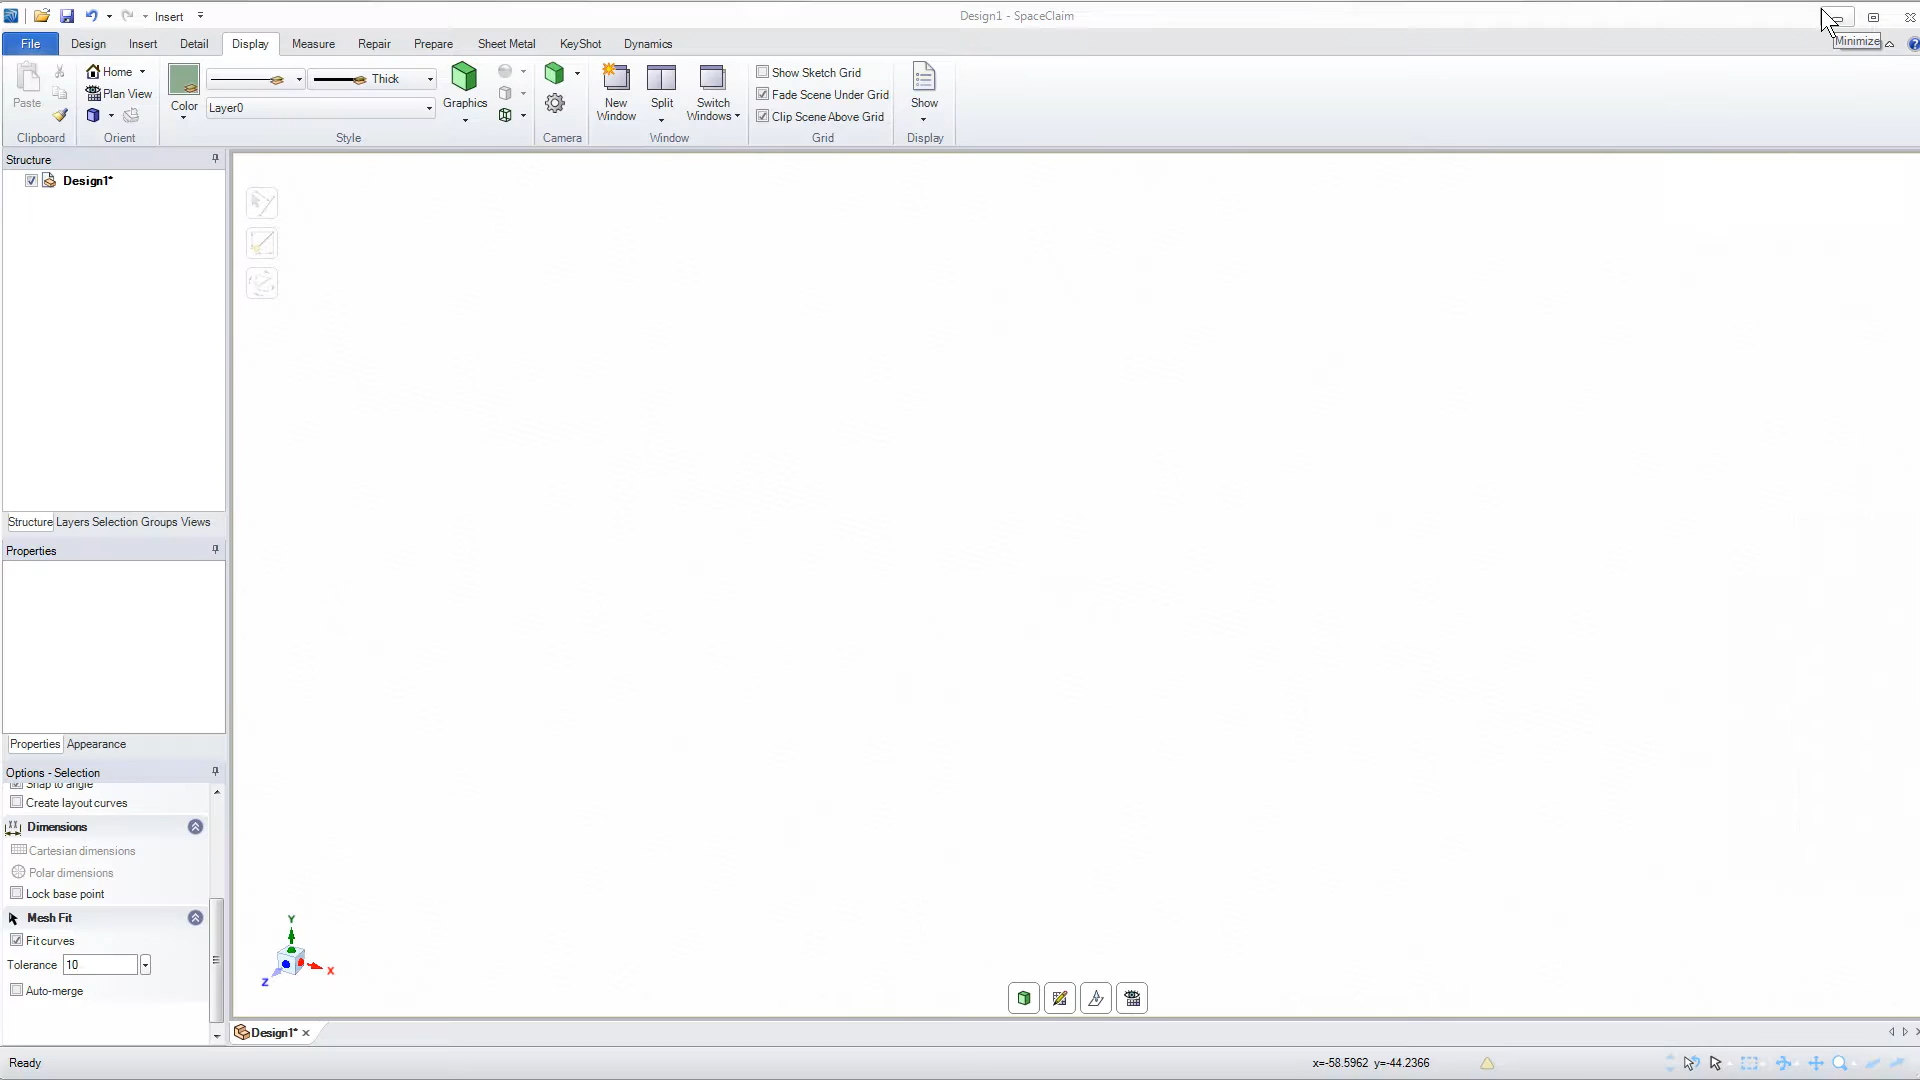 Insert
Design1 - SpaceClaim
Minimize
File Design Insert Detail Display Measure Repair Prepare Sheet Metal KeyShot Dynamics
Paste
Home
Plan View
Color
Thick
Layer0
Graphics
New Window
Split
Switch Windows
Show Sketch Grid
Fade Scene Under Grid
Clip Scene Above Grid
Show
Clipboard Orient Style Camera Window Grid Display
Structure
Design1*
Structure Layers Selection Groups Views
Properties
Properties Appearance
Options - Selection
Snap to angle
Create layout curves
Dimensions
Cartesian dimensions
Polar dimensions
Lock base point
Mesh Fit
Fit curves
Tolerance 10
Auto-merge
Y
X
Z
Design1*
Ready
x=-58.5962 y=-44.2366